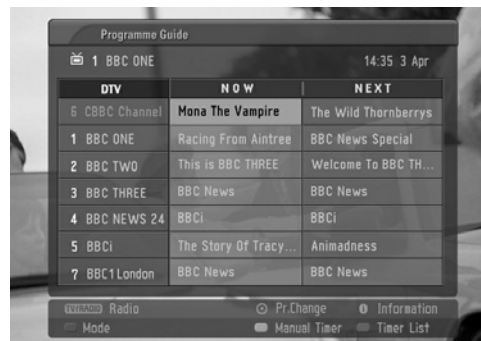 Programme Guide
1 BBC ONE 14:35 3 Apr
DTV NOW NEXT
6 CBBC Channel Mona The Vampire The Wild Thornberrys
1 BBC ONE Racing From Aintree BBC News Special
2 BBC TWO This is BBC THREE Welcome To BBC TH...
3 BBC THREE BBC News BBC News
4 BBC NEWS 24 BBCi BBCi
5 BBCi The Story Of Tracy... Animadness
7 BBC1 London BBC News BBC News
TV/RADIO Radio Pr.Change i Information
Mode Manual Timer Timer List